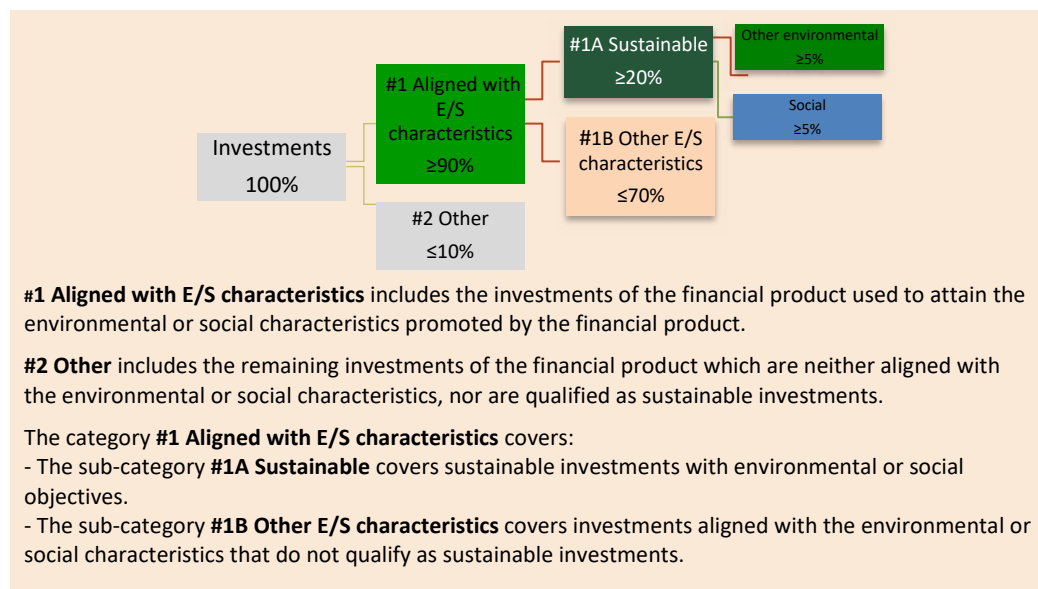 Investments
100%
#1 Aligned with
E/S
characteristics
≥90%
#2 Other
≤10%
#1A Sustainable
≥20%
#1B Other E/S
characteristics
≤70%
Other environmental
≥5%
Social
≥5%
#1 Aligned with E/S characteristics includes the investments of the financial product used to attain the
environmental or social characteristics promoted by the financial product.
#2 Other includes the remaining investments of the financial product which are neither aligned with
the environmental or social characteristics, nor are qualified as sustainable investments.
The category #1 Aligned with E/S characteristics covers:
- The sub-category #1A Sustainable covers sustainable investments with environmental or social
objectives.
- The sub-category #1B Other E/S characteristics covers investments aligned with the environmental or
social characteristics that do not qualify as sustainable investments.